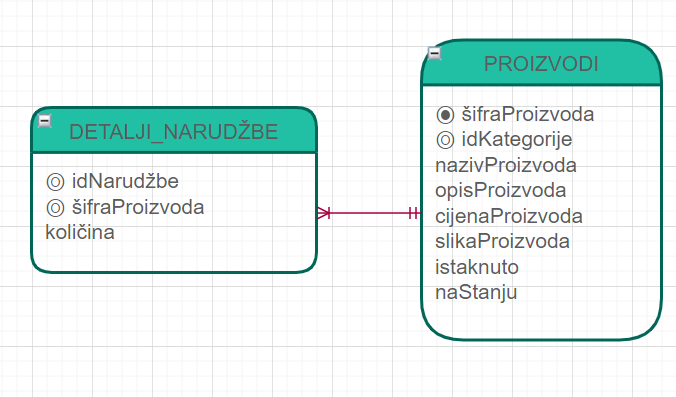 DETALJI_NARUDŽBE
◎ idNarudžbe
◎ šifraProizvoda
količina
PROIZVODI
◉ šifraProizvoda
◎ idKategorije
nazivProizvoda
opisProizvoda
cijenaProizvoda
slikaProizvoda
istaknuto
naStanju